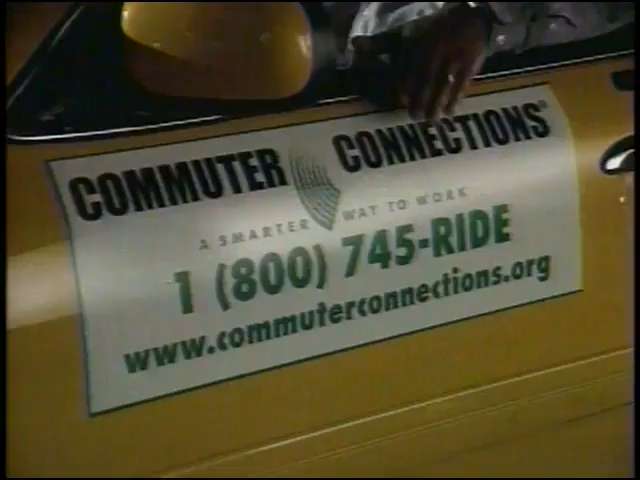 COMMUTER CONNECTIONS®
A SMARTER WAY TO WORK
1 (800) 745-RIDE
www.commuterconnections.org